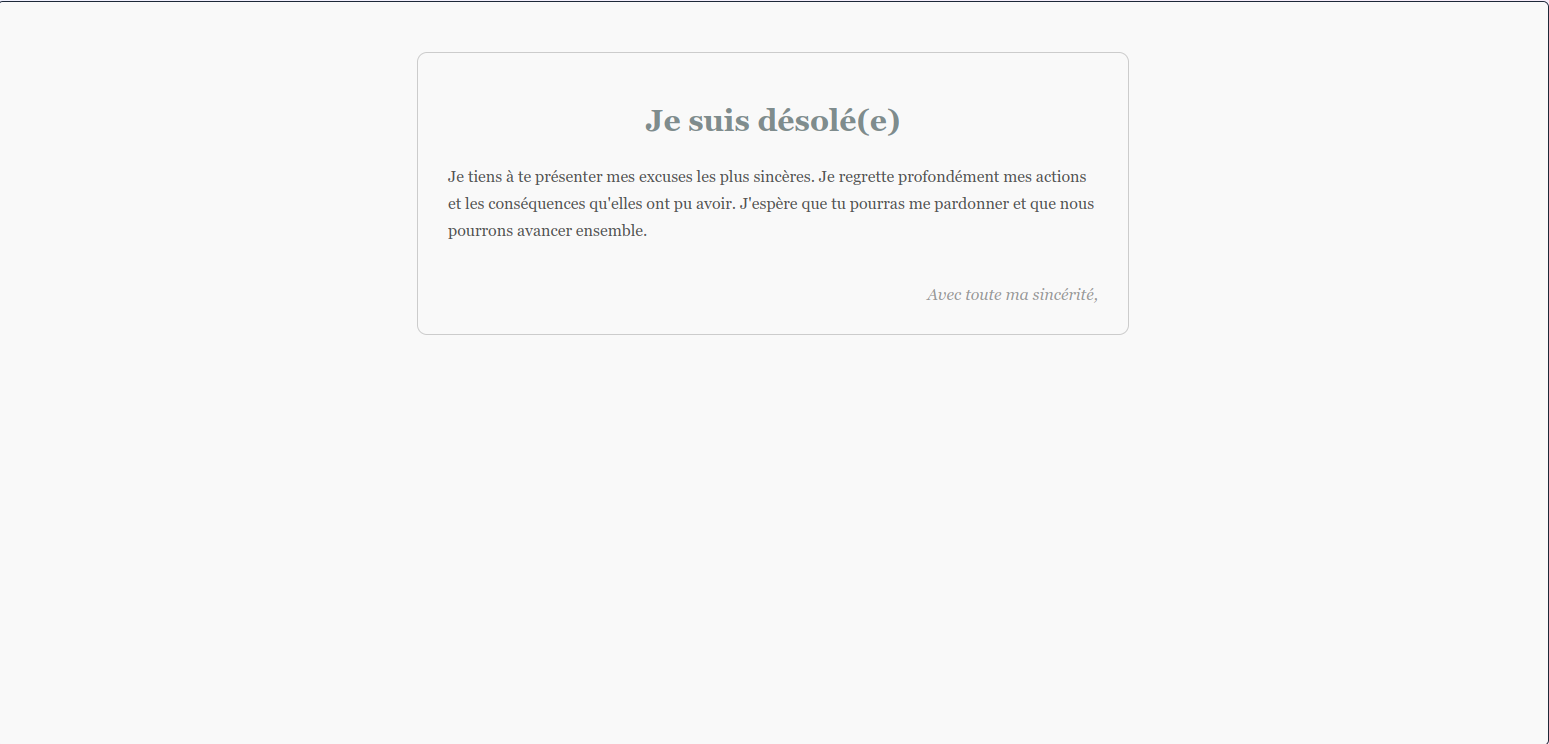 Je suis désolé(e)
Je tiens à te présenter mes excuses les plus sincères. Je regrette profondément mes actions
et les conséquences qu'elles ont pu avoir. J'espère que tu pourras me pardonner et que nous
pourrons avancer ensemble.
Avec toute ma sincérité,